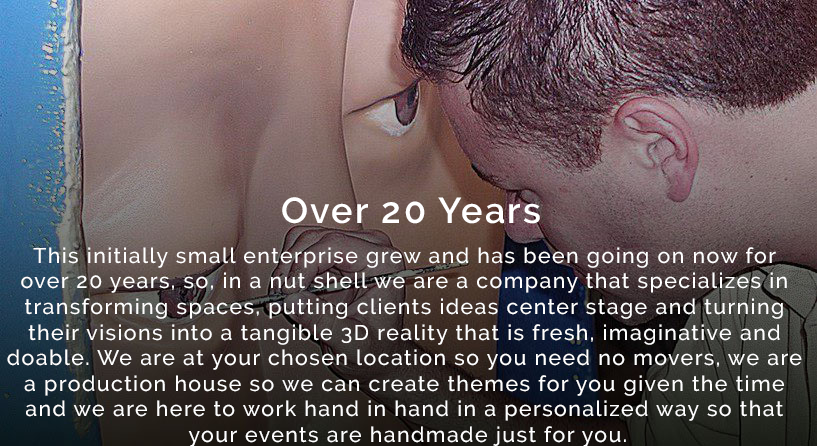 Over 20 Years
This initially small enterprise grew and has been going on now for
over 20 years, so, in a nut shell we are a company that specializes in
transforming spaces, putting clients ideas center stage and turning
their visions into a tangible 3D reality that is fresh, imaginative and
doable. We are at your chosen location so you need no movers, we are
a production house so we can create themes for you given the time
and we are here to work hand in hand in a personalized way so that
your events are handmade just for you.